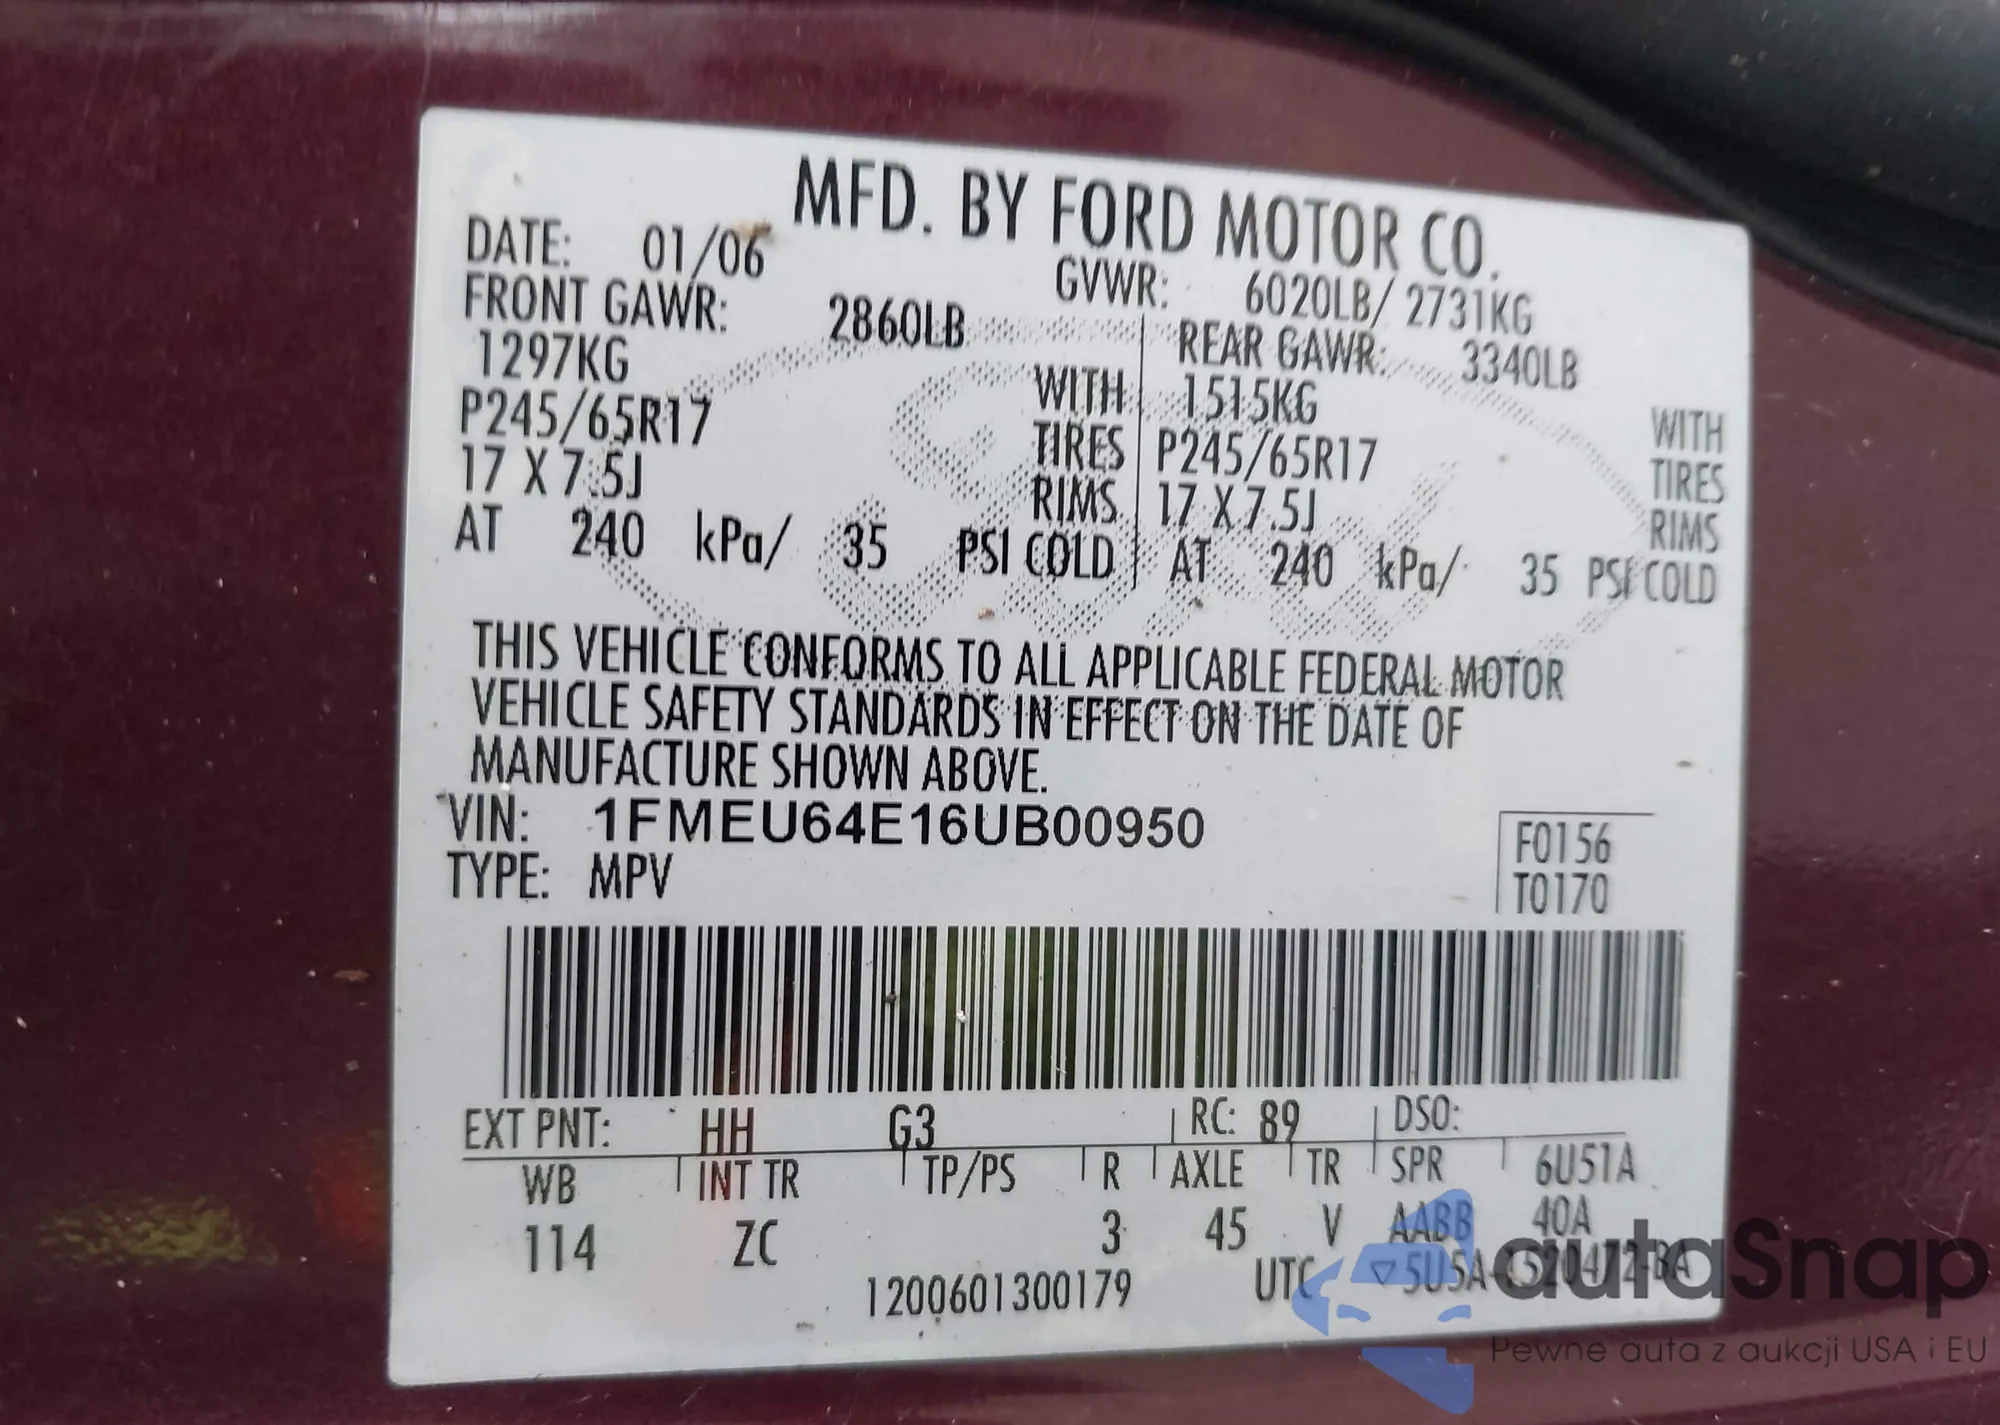 MFD. BY FORD MOTOR CO.
DATE: 01/06 GVWR: 6020LB/ 2731KG
FRONT GAWR: 2860LB REAR GAWR: 3340LB
1297KG WITH 1515KG WITH
P245/65R17 TIRES P245/65R17 TIRES
17 X 7.5J RIMS 17 X 7.5J RIMS
AT 240 kPa/ 35 PSI COLD AT 240 kPa/ 35 PSI COLD
THIS VEHICLE CONFORMS TO ALL APPLICABLE FEDERAL MOTOR
VEHICLE SAFETY STANDARDS IN EFFECT ON THE DATE OF
MANUFACTURE SHOWN ABOVE.
VIN: 1FMEU64E16UB00950 F0156
TYPE: MPV T0170
EXT PNT: HH G3 RC: 89 DSO:
WB INT TR TP/PS R AXLE TR SPR 6U51A
114 ZC 3 45 V AABB 40A
1200601300179 UTC
autaSnap
Pewne auta z aukcji USA i EU